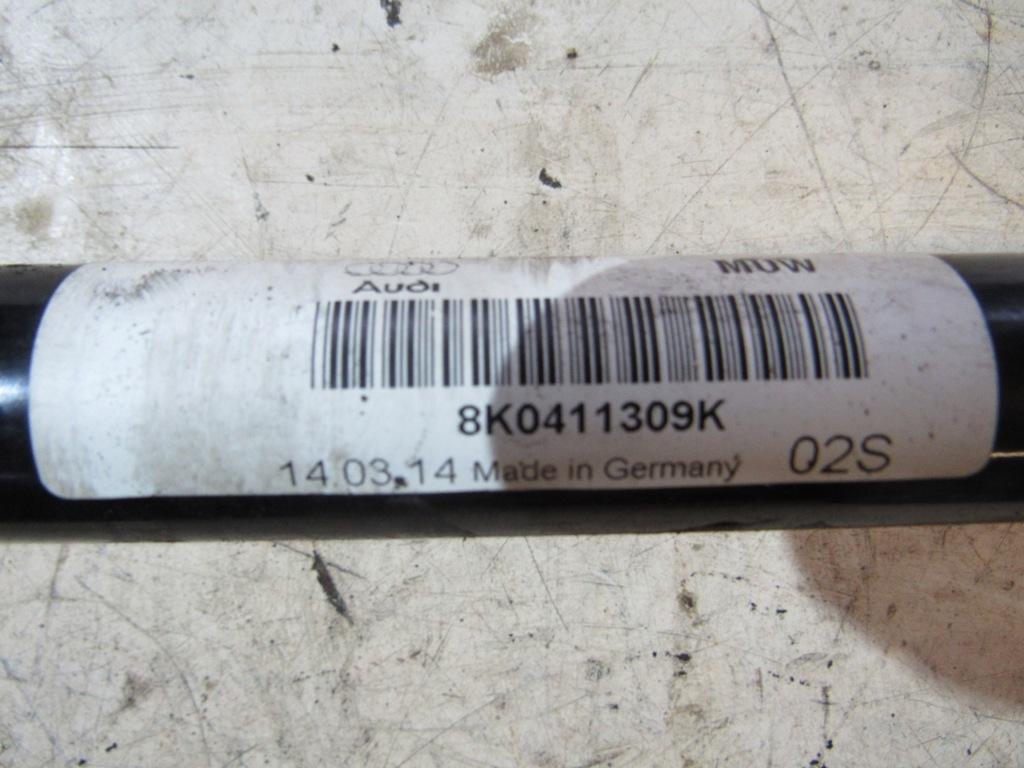 Audi MUW
8K0411309K
14.03.14 Made in Germany 02S